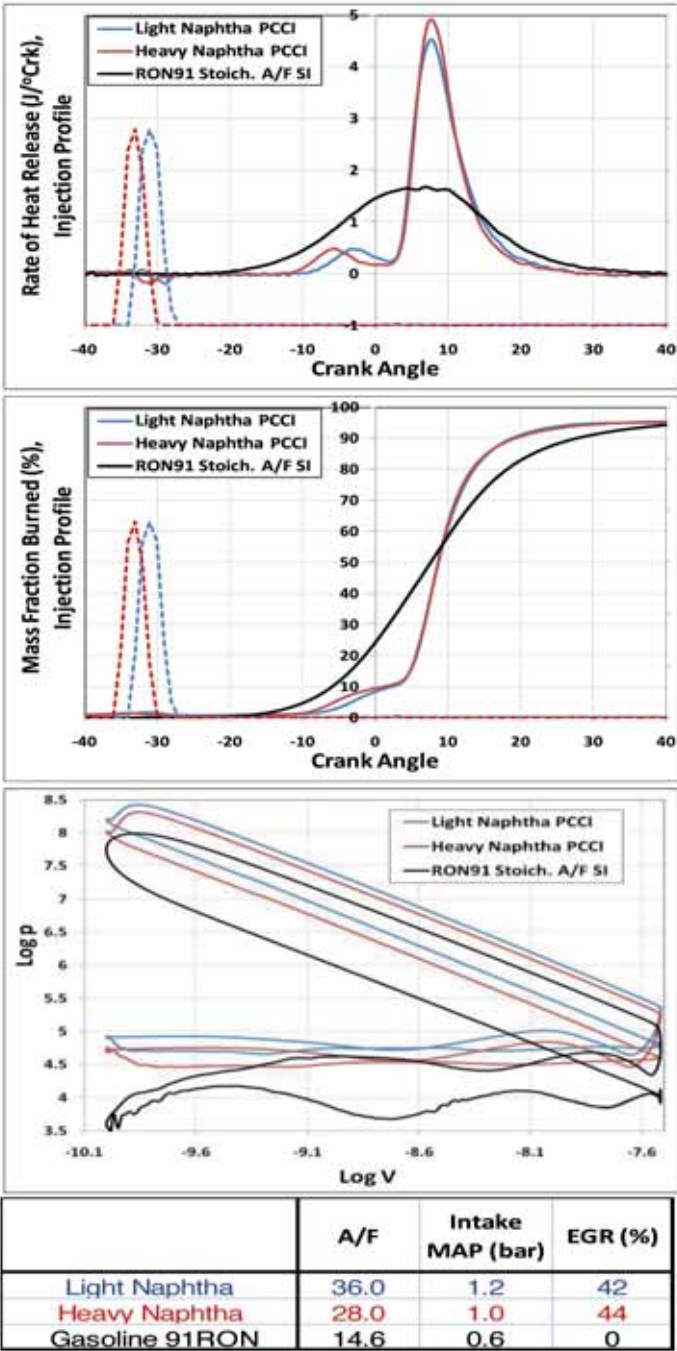 Light Naphtha PCCI
Heavy Naphtha PCCI
RON91 Stoich. A/F SI
Rate of Heat Release (J/ºCrk),
Injection Profile
5
4
3
2
1
0
-1
-40 -30 -20 -10 0 10 20 30 40
Crank Angle
Light Naphtha PCCI
Heavy Naphtha PCCI
RON91 Stoich. A/F SI
Mass Fraction Burned (%),
Injection Profile
100
90
80
70
60
50
40
30
20
10
0
-40 -30 -20 -10 0 10 20 30 40
Crank Angle
Light Naphtha PCCI
Heavy Naphtha PCCI
RON91 Stoich. A/F SI
Log p
8.5
8
7.5
7
6.5
6
5.5
5
4.5
4
3.5
-10.1 -9.6 -9.1 -8.6 -8.1 -7.6
Log V
A/F Intake MAP (bar) EGR (%)
Light Naphtha 36.0 1.2 42
Heavy Naphtha 28.0 1.0 44
Gasoline 91RON 14.6 0.6 0